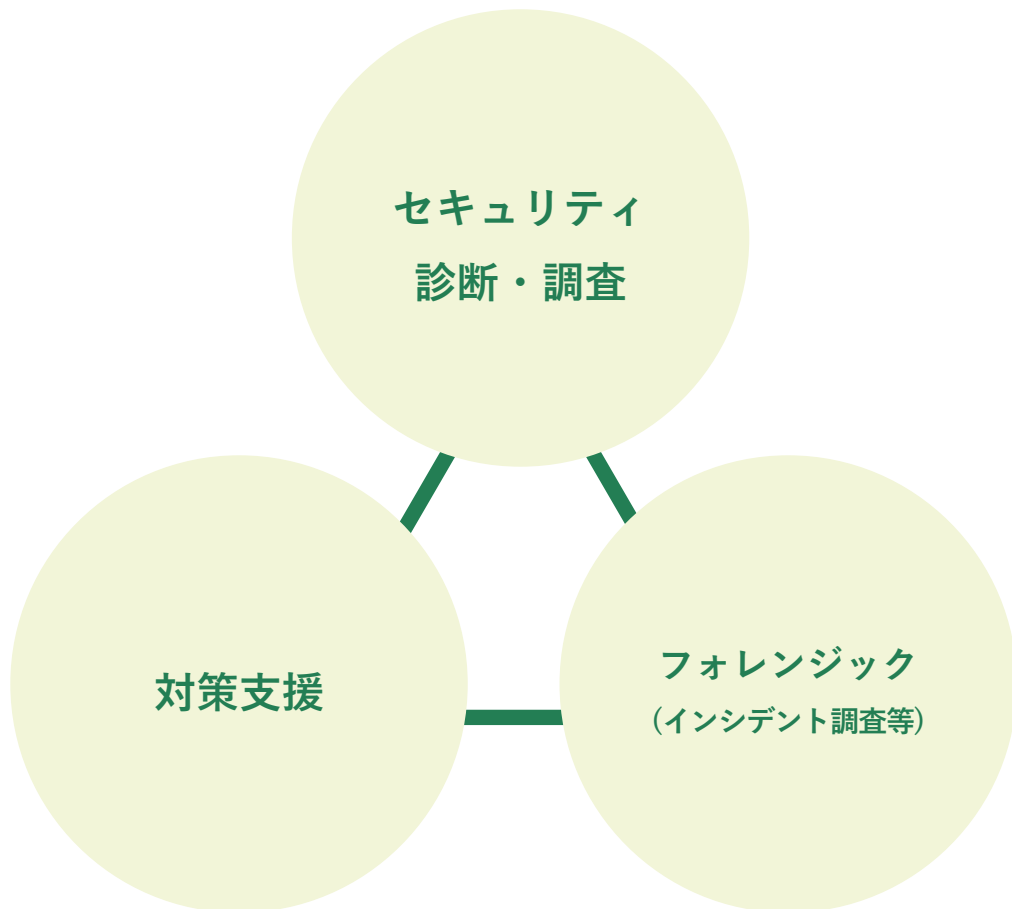 セキュリティ
診断・調査
対策支援
フォレンジック
(インシデント調査等)